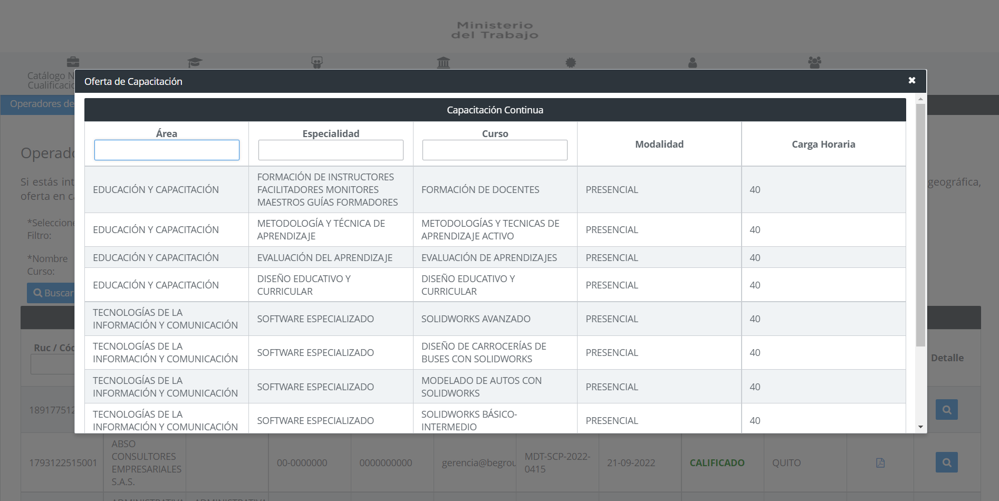 Ministerio
del Trabajo
Catálogo N
Cualificacio
Operadores de
Oferta de Capacitación
Capacitación Continua
Área
Especialidad
Curso
Modalidad
Carga Horaria
EDUCACIÓN Y CAPACITACIÓN
FORMACIÓN DE INSTRUCTORES
FACILITADORES MONITORES
MAESTROS GUÍAS FORMADORES
FORMACIÓN DE DOCENTES
PRESENCIAL
40
EDUCACIÓN Y CAPACITACIÓN
METODOLOGÍA Y TÉCNICA DE
APRENDIZAJE
METODOLOGÍAS Y TECNICAS DE
APRENDIZAJE ACTIVO
PRESENCIAL
40
EDUCACIÓN Y CAPACITACIÓN
EVALUACIÓN DEL APRENDIZAJE
EVALUACIÓN DE APRENDIZAJES
PRESENCIAL
40
EDUCACIÓN Y CAPACITACIÓN
DISEÑO EDUCATIVO Y
CURRICULAR
DISEÑO EDUCATIVO Y
CURRICULAR
PRESENCIAL
40
TECNOLOGÍAS DE LA
INFORMACIÓN Y COMUNICACIÓN
SOFTWARE ESPECIALIZADO
SOLIDWORKS AVANZADO
PRESENCIAL
40
TECNOLOGÍAS DE LA
INFORMACIÓN Y COMUNICACIÓN
SOFTWARE ESPECIALIZADO
DISEÑO DE CARROCERÍAS DE
BUSES CON SOLIDWORKS
PRESENCIAL
40
TECNOLOGÍAS DE LA
INFORMACIÓN Y COMUNICACIÓN
SOFTWARE ESPECIALIZADO
MODELADO DE AUTOS CON
SOLIDWORKS
PRESENCIAL
40
TECNOLOGÍAS DE LA
INFORMACIÓN Y COMUNICACIÓN
SOFTWARE ESPECIALIZADO
SOLIDWORKS BÁSICO-
INTERMEDIO
PRESENCIAL
40
Operado
Si estás int
geográfica,
oferta en ca
*Seleccione
Filtro:
*Nombre
Curso:
Buscar
Ruc / Cód
Detalle
189177512
1793122515001
ABSO
CONSULTORES
EMPRESARIALES
S.A.S.
00-0000000
0000000000
gerencia@begrou
MDT-SCP-2022-
0415
21-09-2022
CALIFICADO
QUITO
ADMINISTRATIVA
ADMINISTRATIVA